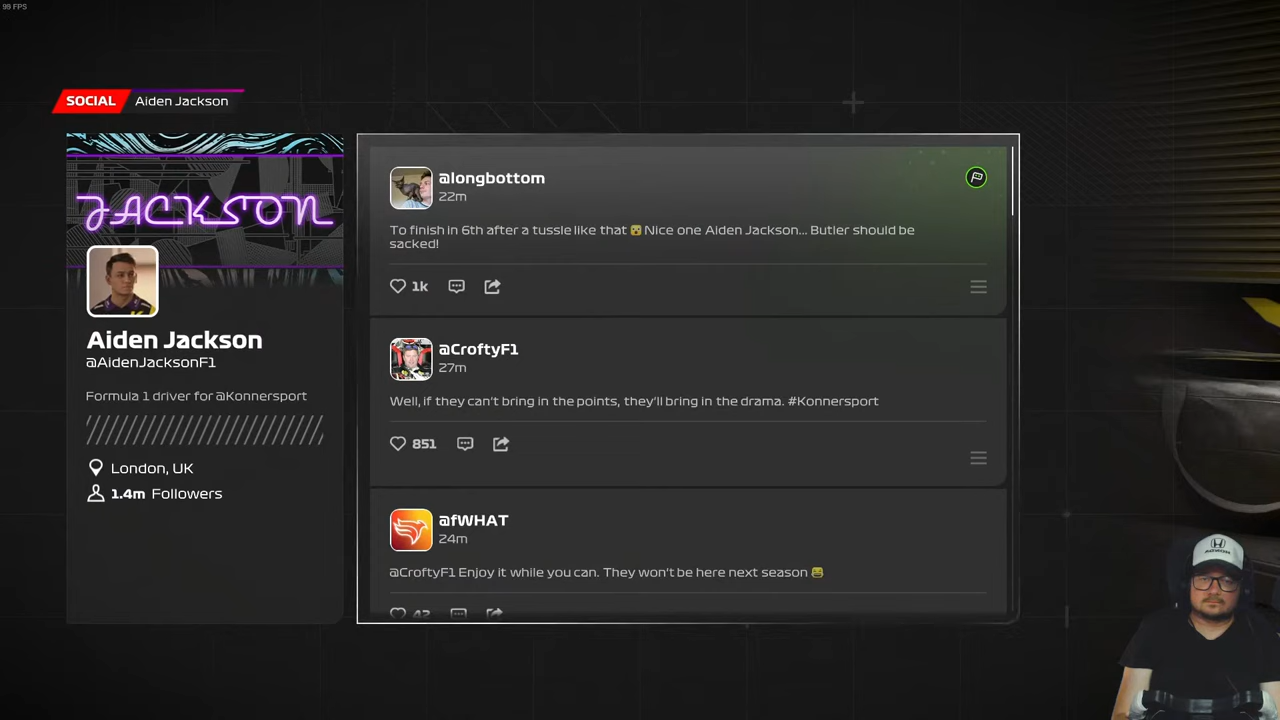 99 FPS
SOCIAL Aiden Jackson
JACKSON
Aiden Jackson
@AidenJacksonF1
Formula 1 driver for @Konnersport
London, UK
1.4m Followers
@longbottom
22m
To finish in 6th after a tussle like that 😮 Nice one Aiden Jackson... Butler should be
sacked!
1k
@CroftyF1
27m
Well, if they can't bring in the points, they'll bring in the drama. #Konnersport
851
@fWHAT
24m
@CroftyF1 Enjoy it while you can. They won't be here next season 😝
42
HONDA